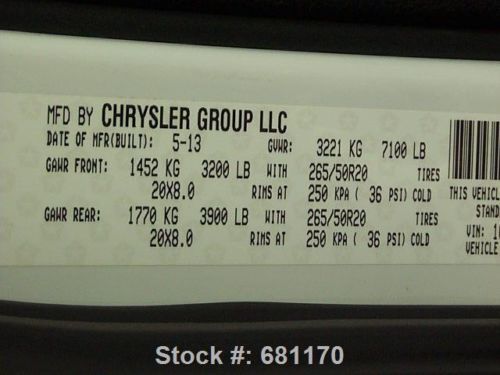 MFD BY CHRYSLER GROUP LLC
DATE OF MFR(BUILT): 5-13 GVWR: 3221 KG 7100 LB
GAWR FRONT: 1452 KG 3200 LB WITH 265/50R20 TIRES
20X8.0 RIMS AT 250 KPA ( 36 PSI) COLD
GAWR REAR: 1770 KG 3900 LB WITH 265/50R20 TIRES
20X8.0 RIMS AT 250 KPA ( 36 PSI) COLD
THIS VEHICL
STAND
VIN: 1
VEHICLE
Stock #: 681170